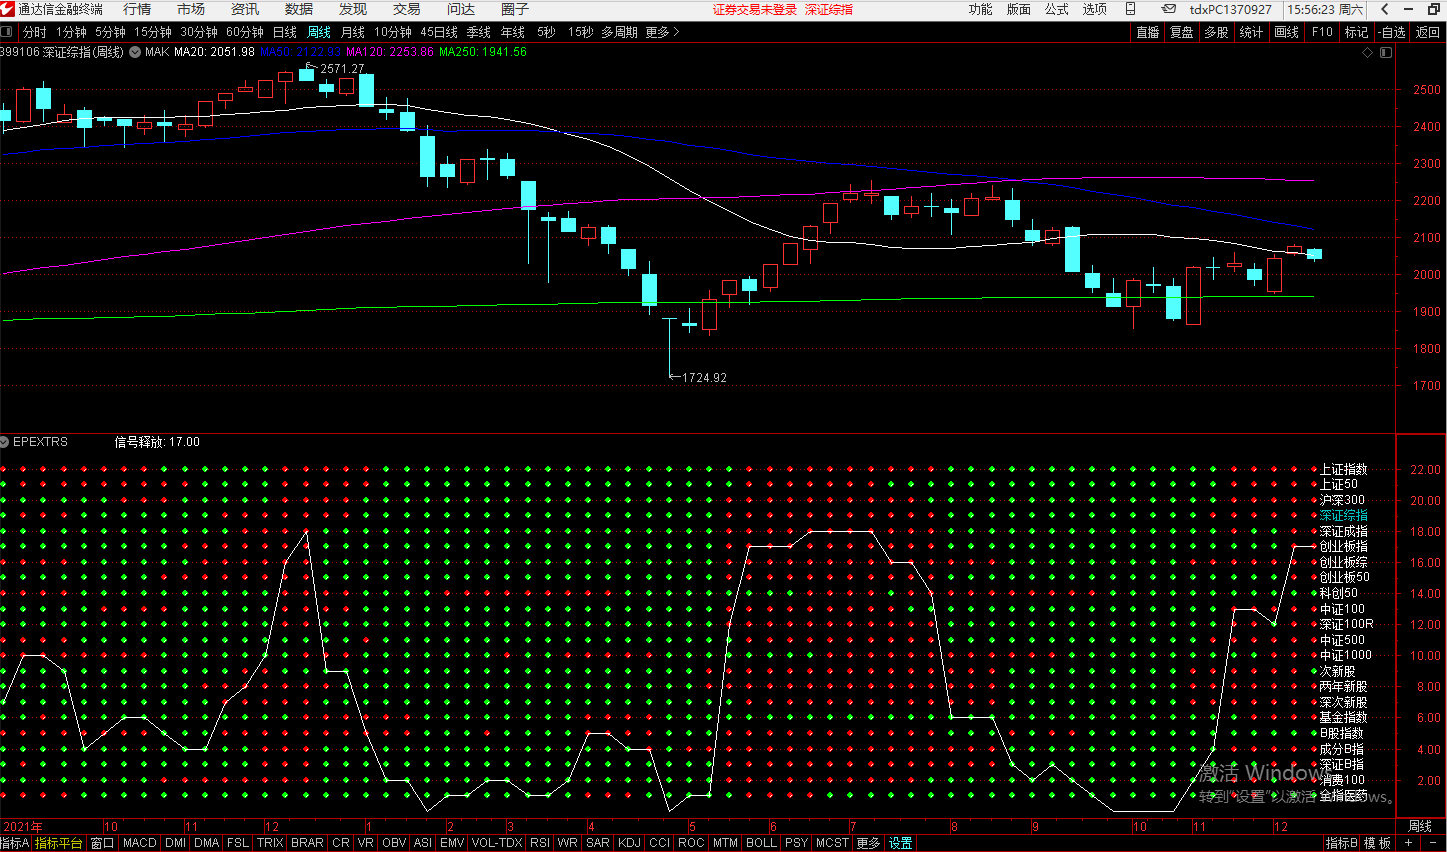 通达信金融终端 行情 市场 资讯 数据 发现 交易 问达 圈子 证券交易未登录 深证综指 功能 版面 公式 选项 tdxPC1370927 15:56:23 周六
分时 1分钟 5分钟 15分钟 30分钟 60分钟 日线 周线 月线 10分钟 45日线 季线 年线 5秒 15秒 多周期 更多 > 直播 复盘 多股 统计 画线 F10 标记 -自选 返回
399106 深证综指(周线) MAK MA20: 2051.98 MA50: 2122.93 MA120: 2253.86 MA250: 1941.56
2571.27
2500
2400
2300
2200
2100
2000
1900
1800
1724.92
1700
EPEXTRS 信号释放: 17.00
上证指数 22.00
上证50
沪深300 20.00
深证综指
深证成指 18.00
创业板指
创业板综 16.00
创业板50
科创50 14.00
中证100
深证100R 12.00
中证500
中证1000 10.00
次新股
两年新股 8.00
深次新股
基金指数 6.00
B股指数
成分B指 4.00
深证B指
激活 Windows
消费100 2.00
转到"设置"以激活 Windows。
全指医药
2021年 10 11 12 1 2 3 4 5 6 7 8 9 10 11 12 周线
指标A 指标平台 窗口 MACD DMI DMA FSL TRIX BRAR CR VR OBV ASI EMV VOL-TDX RSI WR SAR KDJ CCI ROC MTM BOLL PSY MCST 更多 设置 指标B 模板 + -